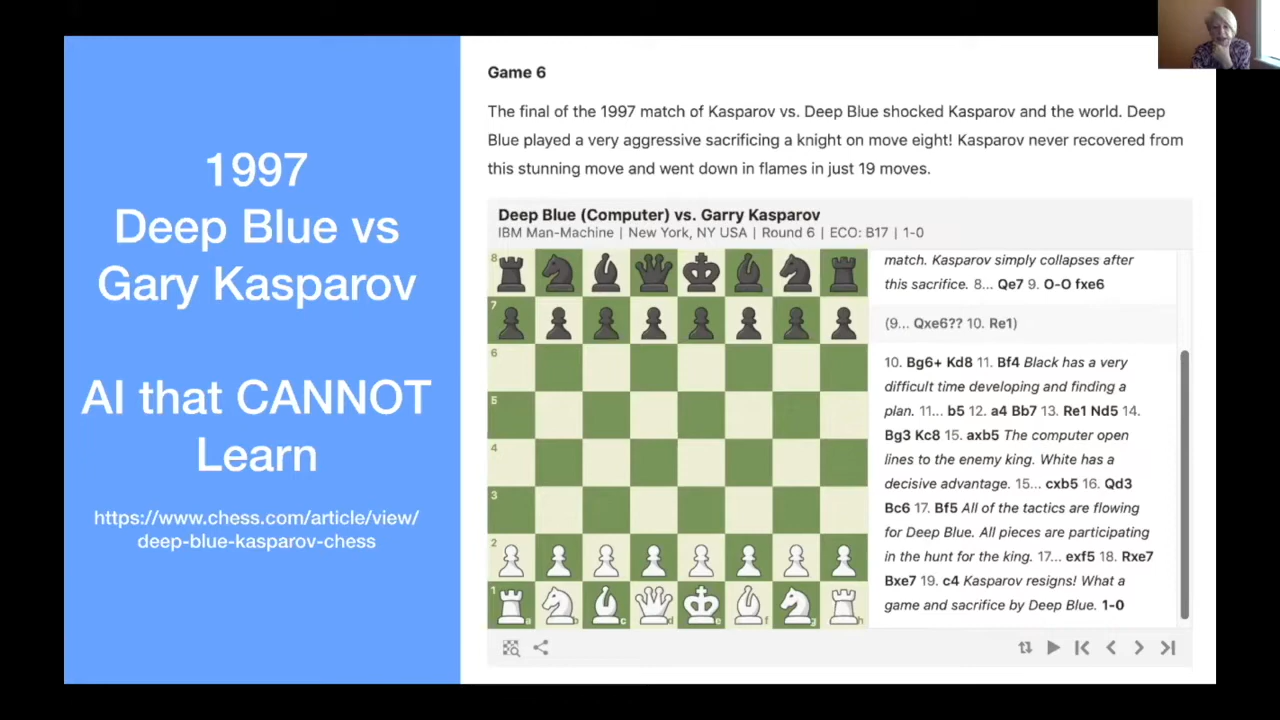 1997
Deep Blue vs
Gary Kasparov
AI that CANNOT
Learn
https://www.chess.com/article/view/
deep-blue-kasparov-chess
Game 6
The final of the 1997 match of Kasparov vs. Deep Blue shocked Kasparov and the world. Deep
Blue played a very aggressive sacrificing a knight on move eight! Kasparov never recovered from
this stunning move and went down in flames in just 19 moves.
Deep Blue (Computer) vs. Garry Kasparov
IBM Man-Machine | New York, NY USA | Round 6 | ECO: B17 | 1-0
8
7
6
5
4
3
2
1
a b c d e f g h
match. Kasparov simply collapses after
this sacrifice. 8... Qe7 9. O-O fxe6
(9... Qxe6?? 10. Re1)
10. Bg6+ Kd8 11. Bf4 Black has a very
difficult time developing and finding a
plan. 11... b5 12. a4 Bb7 13. Re1 Nd5 14.
Bg3 Kc8 15. axb5 The computer open
lines to the enemy king. White has a
decisive advantage. 15... cxb5 16. Qd3
Bc6 17. Bf5 All of the tactics are flowing
for Deep Blue. All pieces are participating
in the hunt for the king. 17... exf5 18. Rxe7
Bxe7 19. c4 Kasparov resigns! What a
game and sacrifice by Deep Blue. 1-0